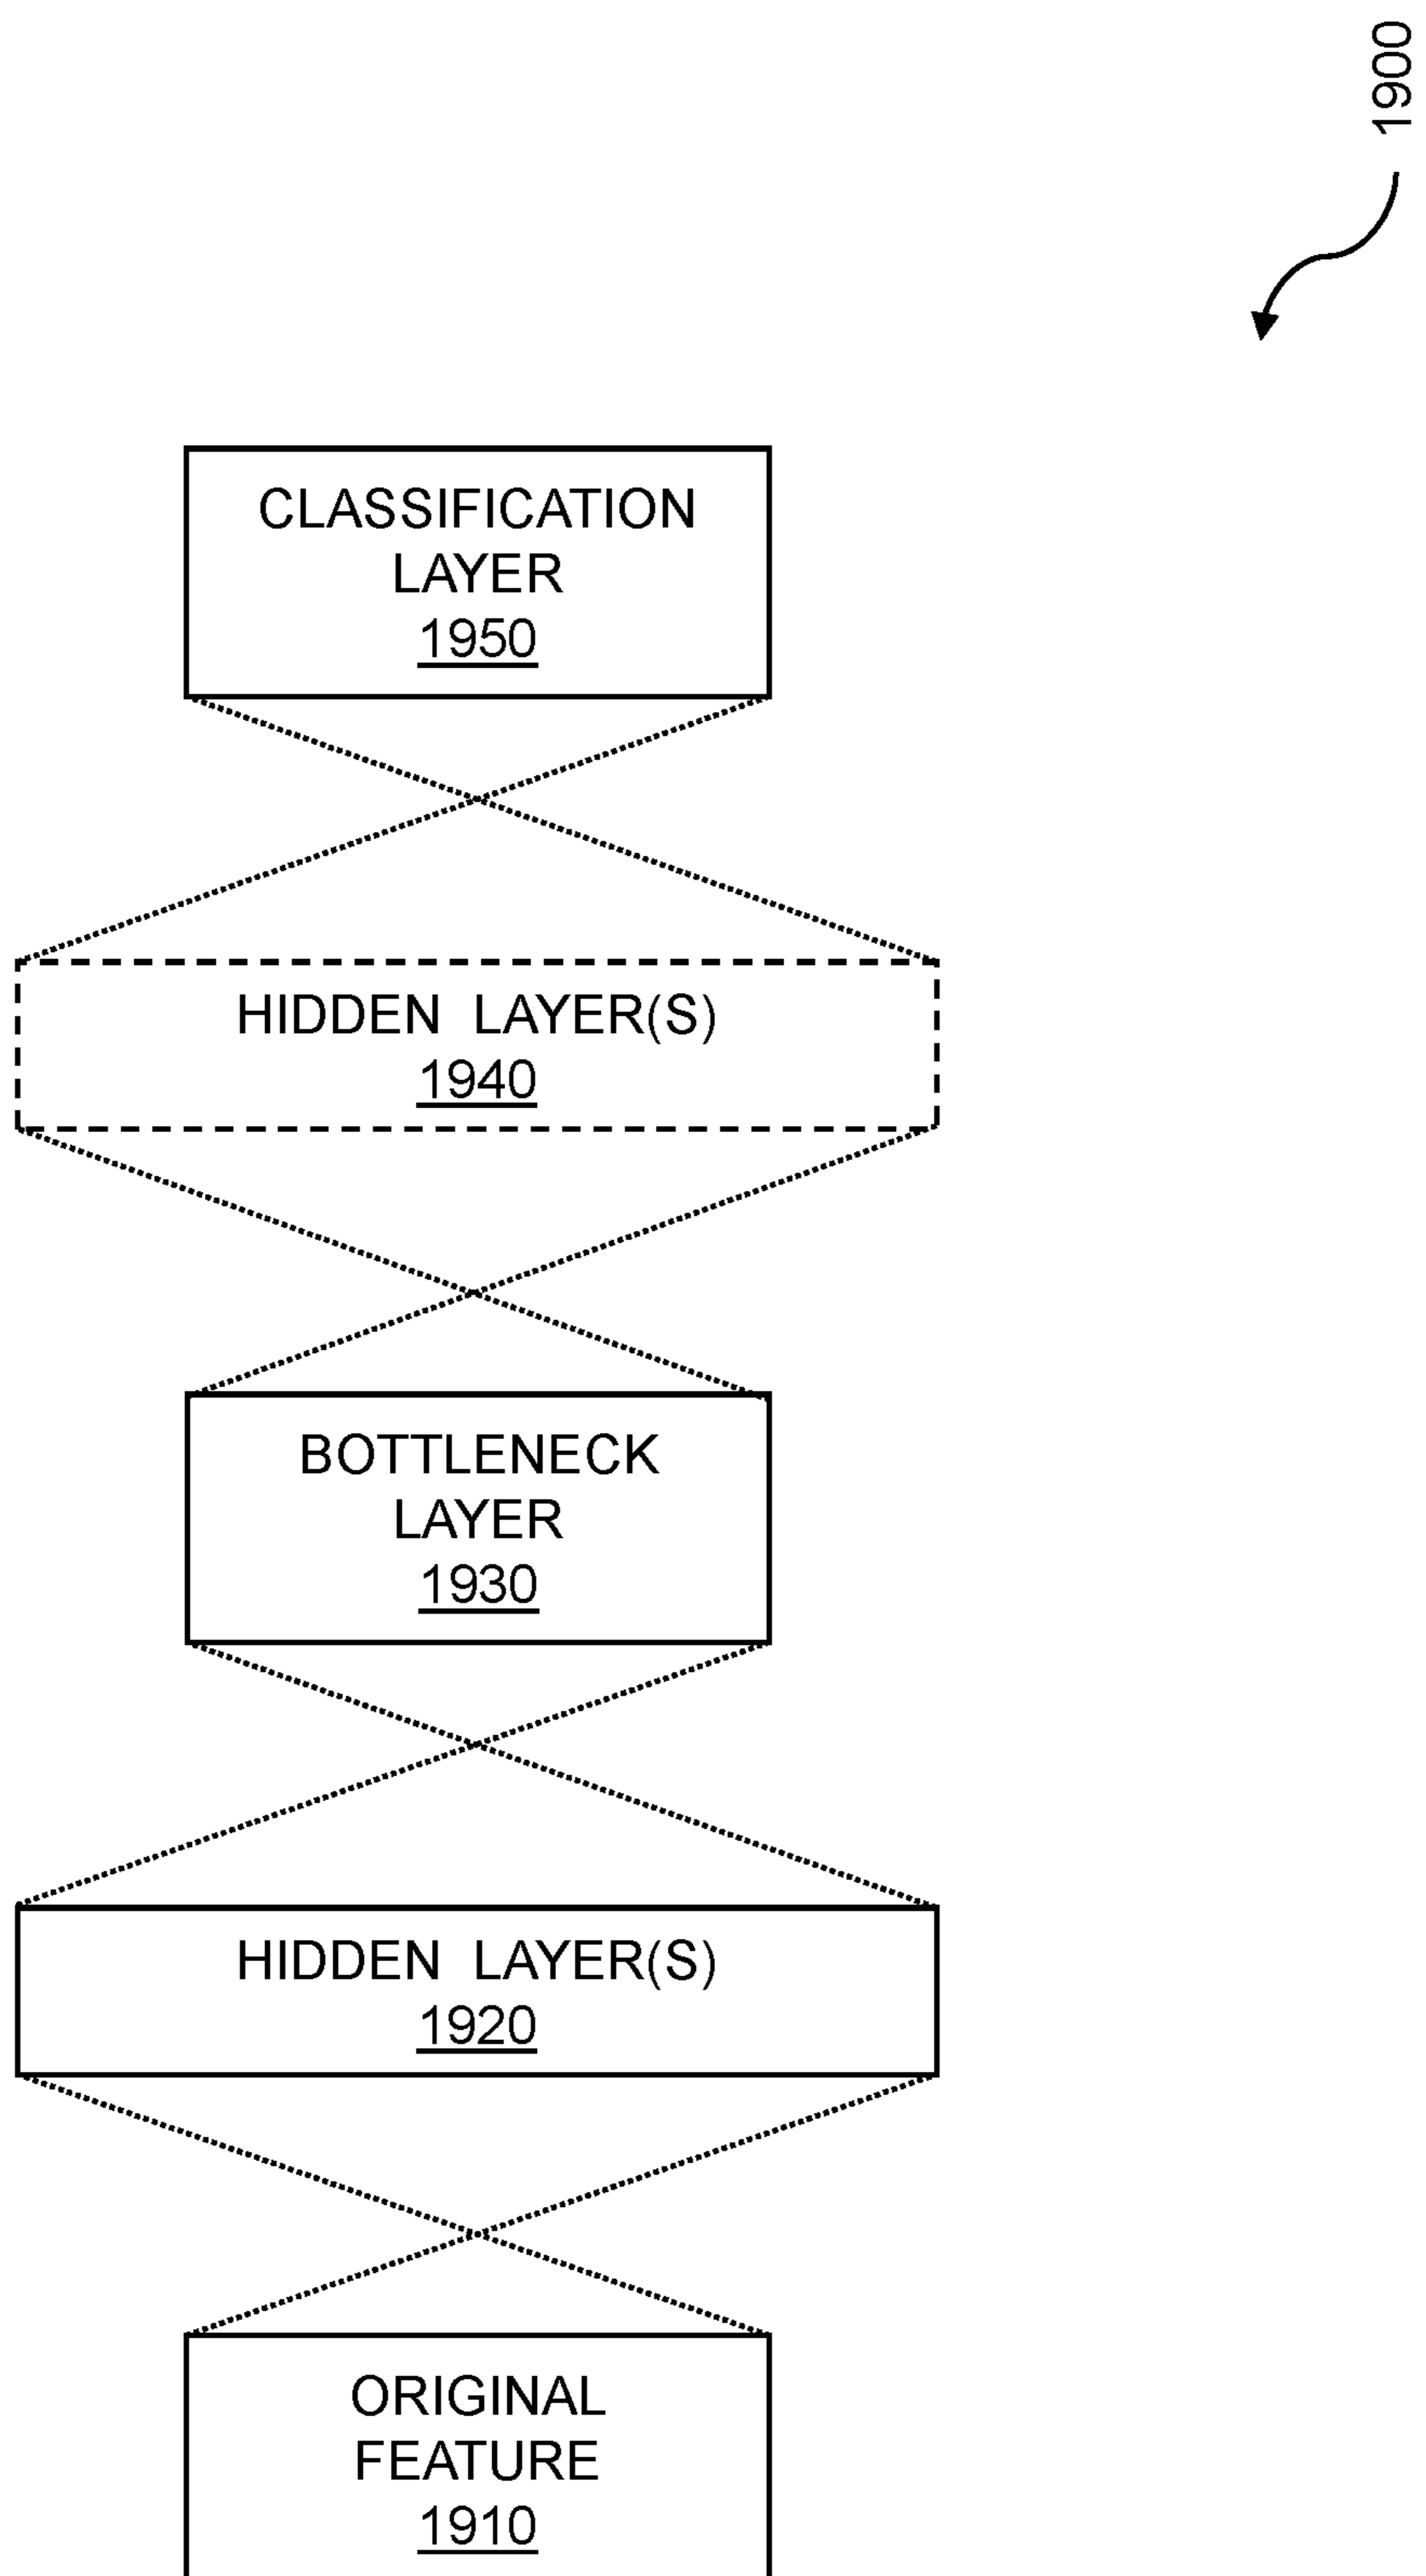 1900
CLASSIFICATION
LAYER
1950
HIDDEN LAYER(S)
1940
BOTTLENECK
LAYER
1930
HIDDEN LAYER(S)
1920
ORIGINAL
FEATURE
1910